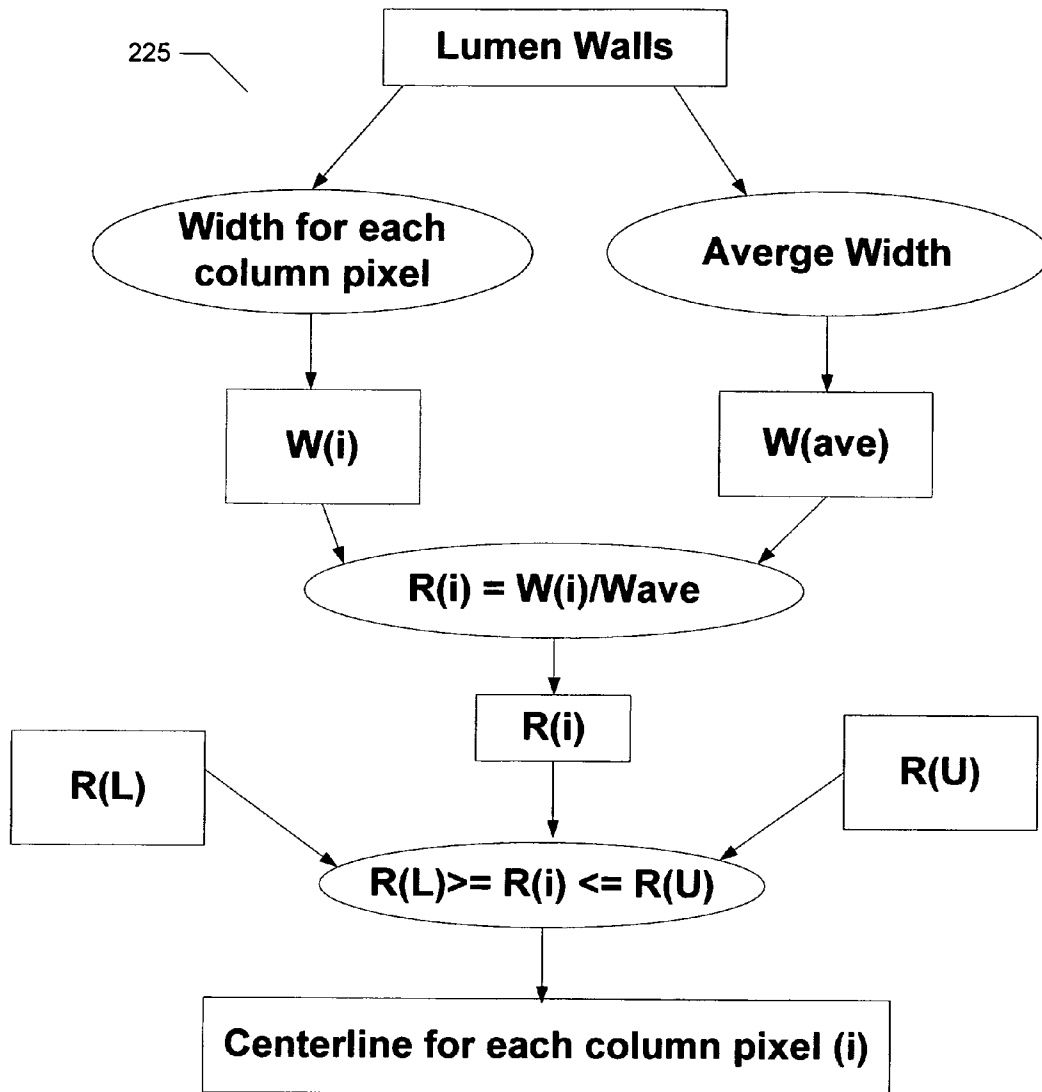 Lumen Walls
225
Width for each
column pixel
Averge Width
W(i)
W(ave)
R(i) = W(i)/Wave
R(i)
R(L)
R(U)
R(L)>= R(i) <= R(U)
Centerline for each column pixel (i)